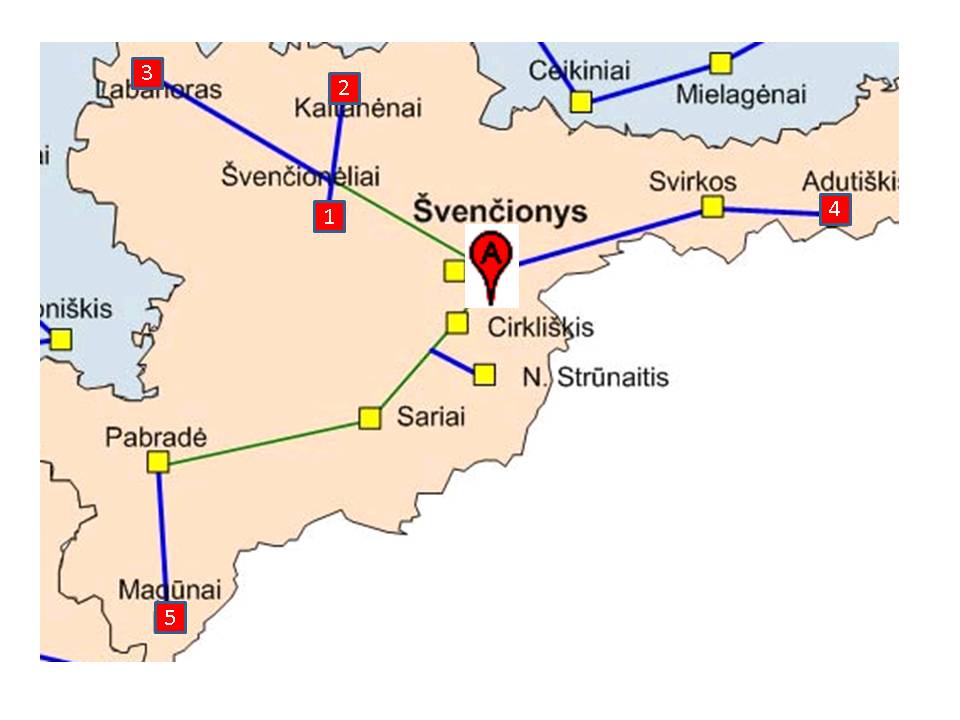 3
Labanoras
2
Kaltanėnai
Ceikiniai
Mielagėnai
Švenčionėliai
1
Švenčionys
Svirkos
Adutiškis
4
A
oniškis
Cirkliškis
N. Strūnaitis
Sariai
Pabradė
Magūnai
5